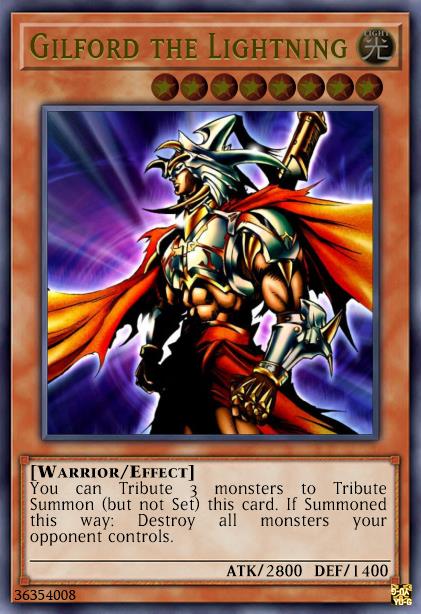 GILFORD THE LIGHTNING
LIGHT
光
[WARRIOR/EFFECT]
You can Tribute 3 monsters to Tribute
Summon (but not Set) this card. If Summoned
this way: Destroy all monsters your
opponent controls.
ATK/2800 DEF/1400
36354008